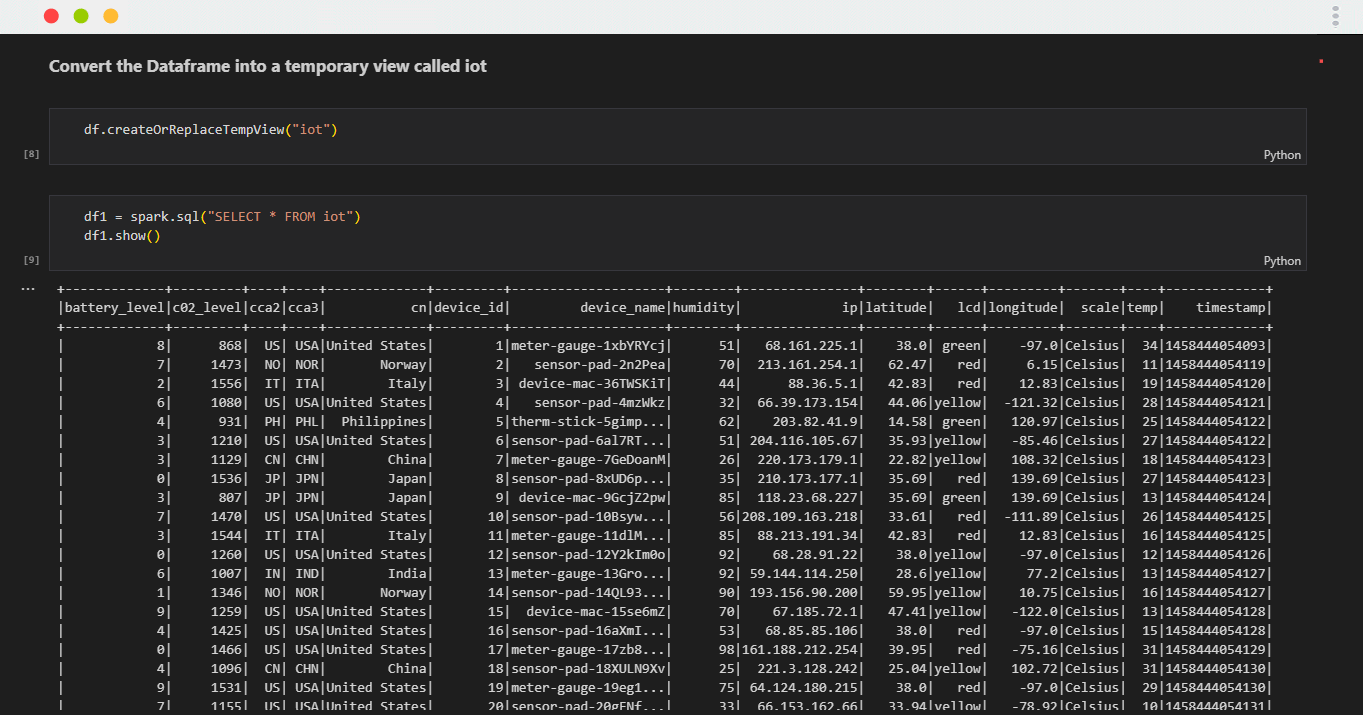 Convert the Dataframe into a temporary view called iot
df.createOrReplaceTempView("iot")
[8]
Python
df1 = spark.sql("SELECT * FROM iot")
df1.show()
[9]
Python
...
+-------------+---------+----+----+-------------+---------+-------------------+--------+---------------+--------+------+---------+-------+----+-------------+
|battery_level|c02_level|cca2|cca3|           cn|device_id|        device_name|humidity|             ip|latitude|   lcd|longitude|  scale|temp|    timestamp|
+-------------+---------+----+----+-------------+---------+-------------------+--------+---------------+--------+------+---------+-------+----+-------------+
|            8|      868|  US| USA|United States|        1|meter-gauge-1xbYRYcj|      51|   68.161.225.1|    38.0| green|    -97.0|Celsius|  34|1458444054093|
|            7|     1473|  NO| NOR|       Norway|        2|   sensor-pad-2n2Pea|      70|  213.161.254.1|   62.47|   red|     6.15|Celsius|  11|1458444054119|
|            2|     1556|  IT| ITA|        Italy|        3| device-mac-36TWSKiT|      44|      88.36.5.1|   42.83|   red|    12.83|Celsius|  19|1458444054120|
|            6|     1080|  US| USA|United States|        4|   sensor-pad-4mzWkz|      32|  66.39.173.154|   44.06|yellow|  -121.32|Celsius|  28|1458444054121|
|            4|      931|  PH| PHL|  Philippines|        5|therm-stick-5gimp...|      62|    203.82.41.9|   14.58| green|   120.97|Celsius|  25|1458444054122|
|            3|     1210|  US| USA|United States|        6|sensor-pad-6al7RT...|      51| 204.116.105.67|   35.93|yellow|   -85.46|Celsius|  27|1458444054122|
|            3|     1129|  CN| CHN|        China|        7|meter-gauge-7GeDoanM|      26|  220.173.179.1|   22.82|yellow|   108.32|Celsius|  18|1458444054123|
|            0|     1536|  JP| JPN|        Japan|        8|sensor-pad-8xUD6p...|      35|  210.173.177.1|   35.69|   red|   139.69|Celsius|  27|1458444054123|
|            3|      807|  JP| JPN|        Japan|        9| device-mac-9GcjZ2pw|      85|  118.23.68.227|   35.69| green|   139.69|Celsius|  13|1458444054124|
|            7|     1470|  US| USA|United States|       10|sensor-pad-10Bsyw...|      56|208.109.163.218|   33.61|   red|  -111.89|Celsius|  26|1458444054125|
|            3|     1544|  IT| ITA|        Italy|       11|meter-gauge-11dlM...|      85|  88.213.191.34|   42.83|   red|    12.83|Celsius|  16|1458444054125|
|            0|     1260|  US| USA|United States|       12|sensor-pad-12Y2kIm0o|      92|    68.28.91.22|    38.0|yellow|    -97.0|Celsius|  12|1458444054126|
|            6|     1007|  IN| IND|        India|       13|meter-gauge-13Gro...|      92| 59.144.114.250|    28.6|yellow|     77.2|Celsius|  13|1458444054127|
|            1|     1346|  NO| NOR|       Norway|       14|sensor-pad-14QL93...|      90| 193.156.90.200|   59.95|yellow|    10.75|Celsius|  16|1458444054127|
|            9|     1259|  US| USA|United States|       15|  device-mac-15se6mZ|      70|    67.185.72.1|   47.41|yellow|   -122.0|Celsius|  13|1458444054128|
|            4|     1425|  US| USA|United States|       16|sensor-pad-16aXmI...|      53|   68.85.85.106|    38.0|   red|    -97.0|Celsius|  15|1458444054128|
|            0|     1466|  US| USA|United States|       17|meter-gauge-17zb8...|      98|161.188.212.254|   39.95|   red|   -75.16|Celsius|  31|1458444054129|
|            4|     1096|  CN| CHN|        China|       18|sensor-pad-18XULN9Xv|      25|  221.3.128.242|   25.04|yellow|   102.72|Celsius|  31|1458444054130|
|            9|     1531|  US| USA|United States|       19|meter-gauge-19eg1...|      75| 64.124.180.215|    38.0|   red|    -97.0|Celsius|  29|1458444054130|
|            7|     1155|  US| USA|United States|       20|sensor-pad-20gFNf...|      33|  66.153.162.66|   33.94|yellow|   -78.92|Celsius|  10|1458444054131|